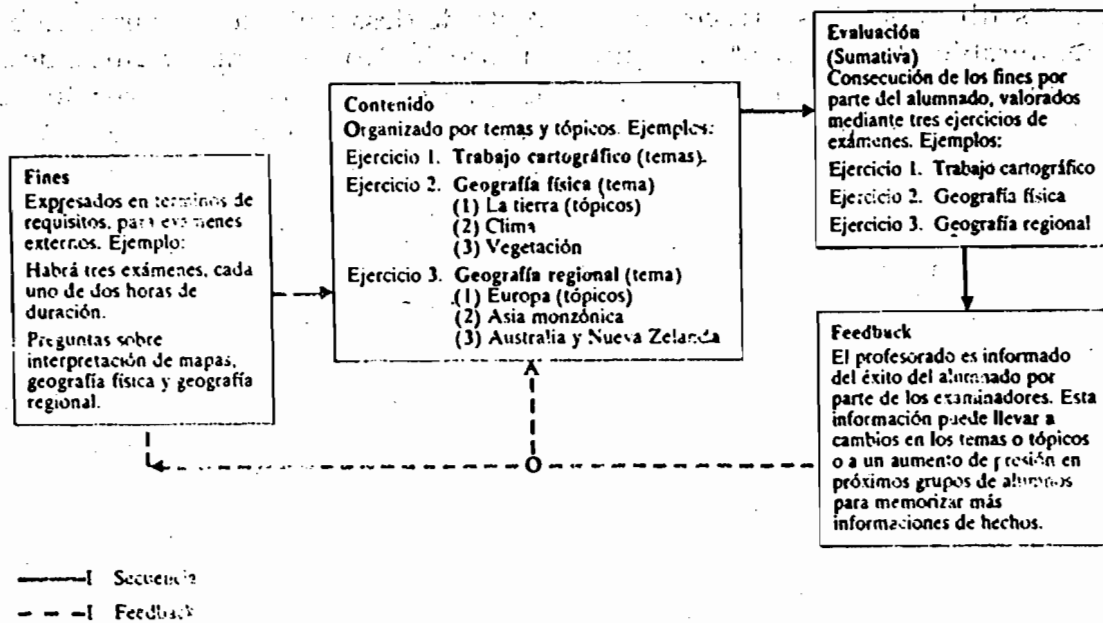 Fines
Expresados en términos de
requisitos, para exámenes
externos. Ejemplo:
Habrá tres exámenes, cada
uno de dos horas de
duración.
Preguntas sobre
interpretación de mapas,
geografía física y geografía
regional.
Contenido
Organizado por temas y tópicos. Ejemplos:
Ejercicio 1. Trabajo cartográfico (temas).
Ejercicio 2. Geografía física (tema)
(1) La tierra (tópicos)
(2) Clima
(3) Vegetación
Ejercicio 3. Geografía regional (tema)
(1) Europa (tópicos)
(2) Asia monzónica
(3) Australia y Nueva Zelanda
Evaluación
(Sumativa)
Consecución de los fines por
parte del alumnado, valorados
mediante tres ejercicios de
exámenes. Ejemplos:
Ejercicio 1. Trabajo cartográfico
Ejercicio 2. Geografía física
Ejercicio 3. Geografía regional
Feedback
El profesorado es informado
del éxito del alumnado por
parte de los examinadores. Esta
información puede llevar a
cambios en los temas o tópicos
o a un aumento de presión en
próximos grupos de alumnos
para memorizar más
informaciones de hechos.
A
O
Secuencia
Feedback